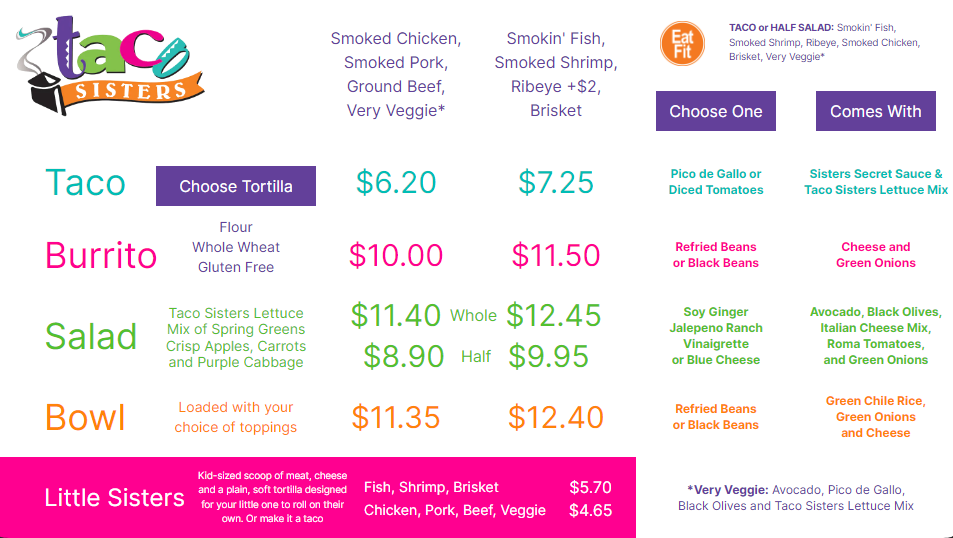 taco
SISTERS
Smoked Chicken,
Smoked Pork,
Ground Beef,
Very Veggie*
Smokin' Fish,
Smoked Shrimp,
Ribeye +$2,
Brisket
Eat
Fit
TACO or HALF SALAD: Smokin' Fish,
Smoked Shrimp, Ribeye, Smoked Chicken,
Brisket, Very Veggie*
Choose One
Comes With
Taco
Choose Tortilla
$6.20
$7.25
Pico de Gallo or
Diced Tomatoes
Sisters Secret Sauce &
Taco Sisters Lettuce Mix
Burrito
Flour
Whole Wheat
Gluten Free
$10.00
$11.50
Refried Beans
or Black Beans
Cheese and
Green Onions
Salad
Taco Sisters Lettuce
Mix of Spring Greens
Crisp Apples, Carrots
and Purple Cabbage
$11.40 Whole $12.45
$8.90 Half $9.95
Soy Ginger
Jalepeno Ranch
Vinaigrette
or Blue Cheese
Avocado, Black Olives,
Italian Cheese Mix,
Roma Tomatoes,
and Green Onions
Bowl
Loaded with your
choice of toppings
$11.35
$12.40
Refried Beans
or Black Beans
Green Chile Rice,
Green Onions
and Cheese
Little Sisters
Kid-sized scoop of meat, cheese
and a plain, soft tortilla designed
for your little one to roll on their
own. Or make it a taco
Fish, Shrimp, Brisket $5.70
Chicken, Pork, Beef, Veggie $4.65
*Very Veggie: Avocado, Pico de Gallo,
Black Olives and Taco Sisters Lettuce Mix